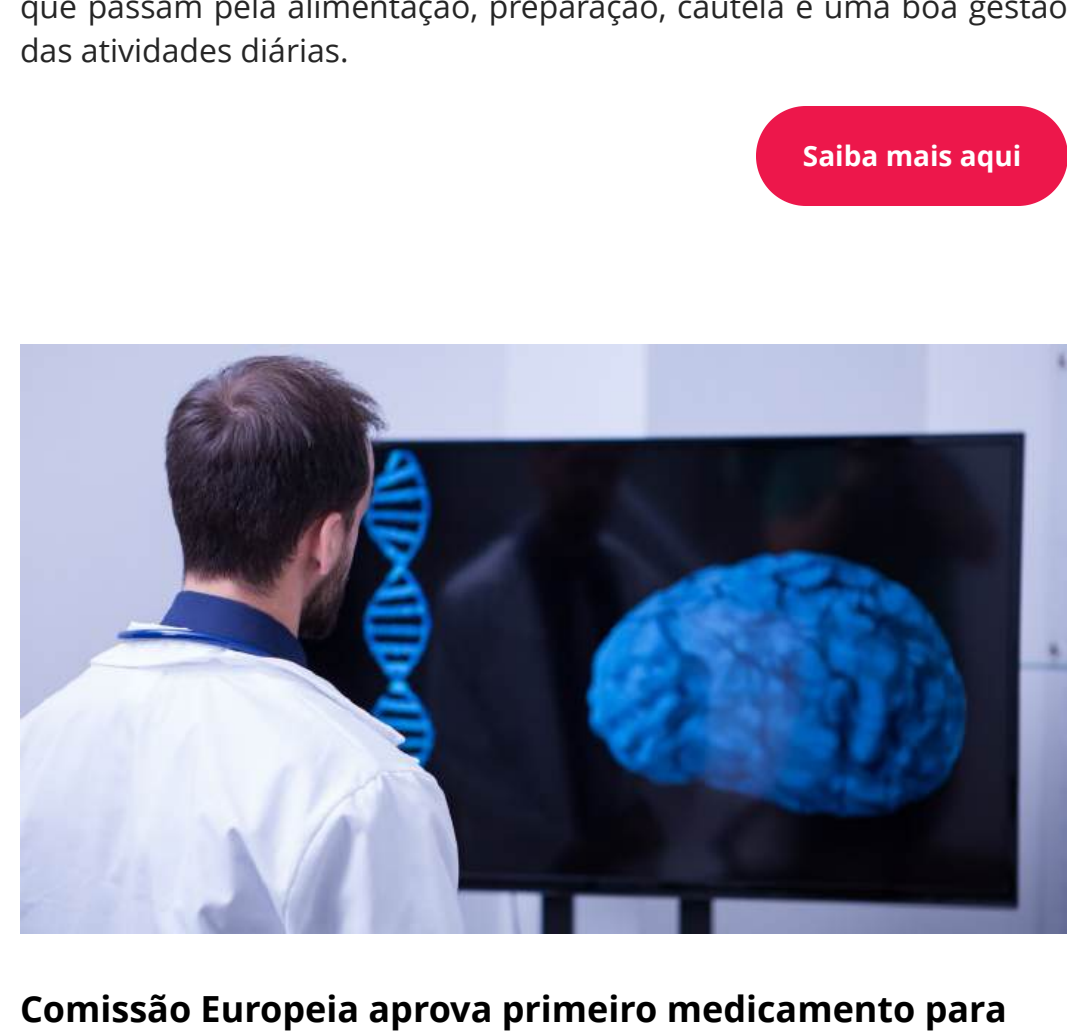 que passam pela alimentação, preparação, cautela e uma boa gestão
das atividades diárias.
Saiba mais aqui
Comissão Europeia aprova primeiro medicamento para